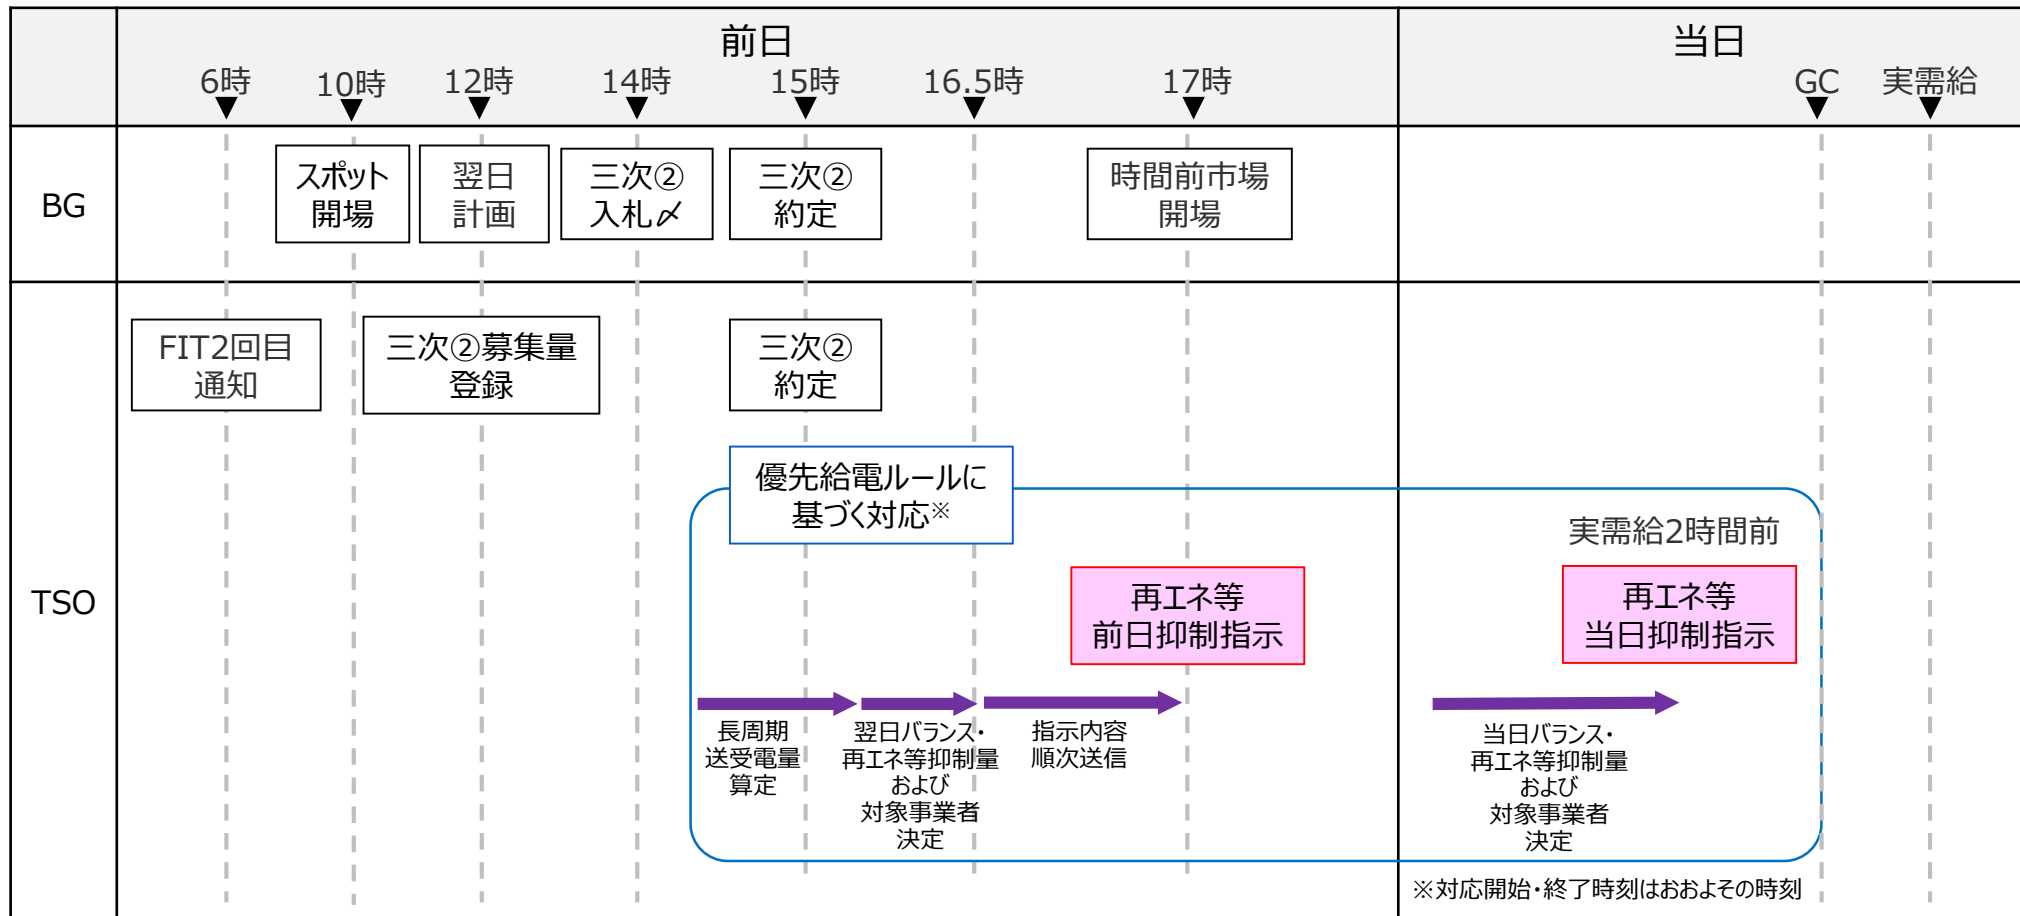 前日
当日
6時
10時
12時
14時
15時
16.5時
17時
GC
実需給
BG
スポット
開場
翌日
計画
三次②
入札〆
三次②
約定
時間前市場
開場
TSO
FIT2回目
通知
三次②募集量
登録
三次②
約定
優先給電ルールに
基づく対応※
実需給2時間前
再エネ等
前日抑制指示
再エネ等
当日抑制指示
長周期
送受電量
算定
翌日バランス・
再エネ等抑制量
および
対象事業者
決定
指示内容
順次送信
当日バランス・
再エネ等抑制量
および
対象事業者
決定
※対応開始・終了時刻はおおよその時刻